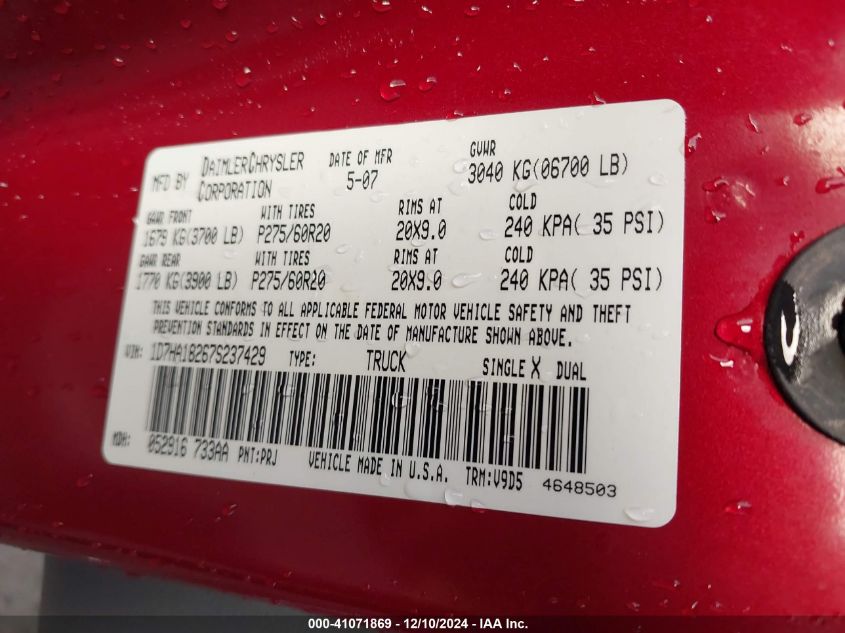 MFD BY DAIMLERCHRYSLER CORPORATION DATE OF MFR 5-07 GVWR 3040 KG(06700 LB)
GAWR FRONT WITH TIRES RIMS AT COLD
1679 KG(3700 LB) P275/60R20 20X9.0 240 KPA( 35 PSI)
GAWR REAR WITH TIRES RIMS AT COLD
1770 KG(3900 LB) P275/60R20 20X9.0 240 KPA( 35 PSI)
THIS VEHICLE CONFORMS TO ALL APPLICABLE FEDERAL MOTOR VEHICLE SAFETY AND THEFT
PREVENTION STANDARDS IN EFFECT ON THE DATE OF MANUFACTURE SHOWN ABOVE.
VIN: 1D7HA18267S237429 TYPE: TRUCK SINGLE X DUAL
MDH: 052916 733AA PNT:PRJ VEHICLE MADE IN U.S.A. TRM:V9D5 4648503
000-41071869 - 12/10/2024 - IAA Inc.